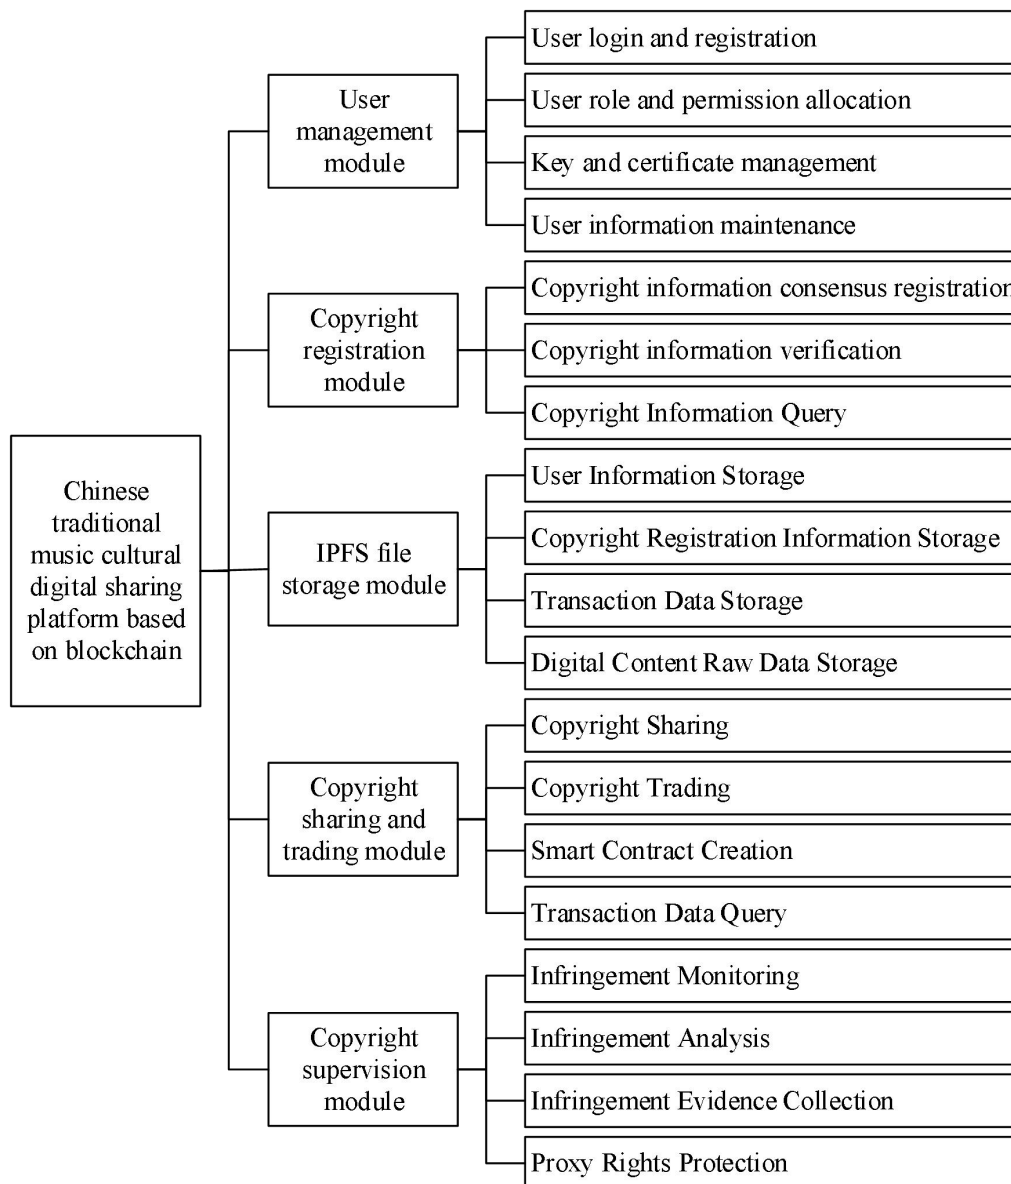 Chinese
traditional
music cultural
digital sharing
platform based
on blockchain
User
management
module
User login and registration
User role and permission allocation
Key and certificate management
User information maintenance
Copyright
registration
module
Copyright information consensus registration
Copyright information verification
Copyright Information Query
IPFS file
storage module
User Information Storage
Copyright Registration Information Storage
Transaction Data Storage
Digital Content Raw Data Storage
Copyright
sharing and
trading module
Copyright Sharing
Copyright Trading
Smart Contract Creation
Transaction Data Query
Copyright
supervision
module
Infringement Monitoring
Infringement Analysis
Infringement Evidence Collection
Proxy Rights Protection